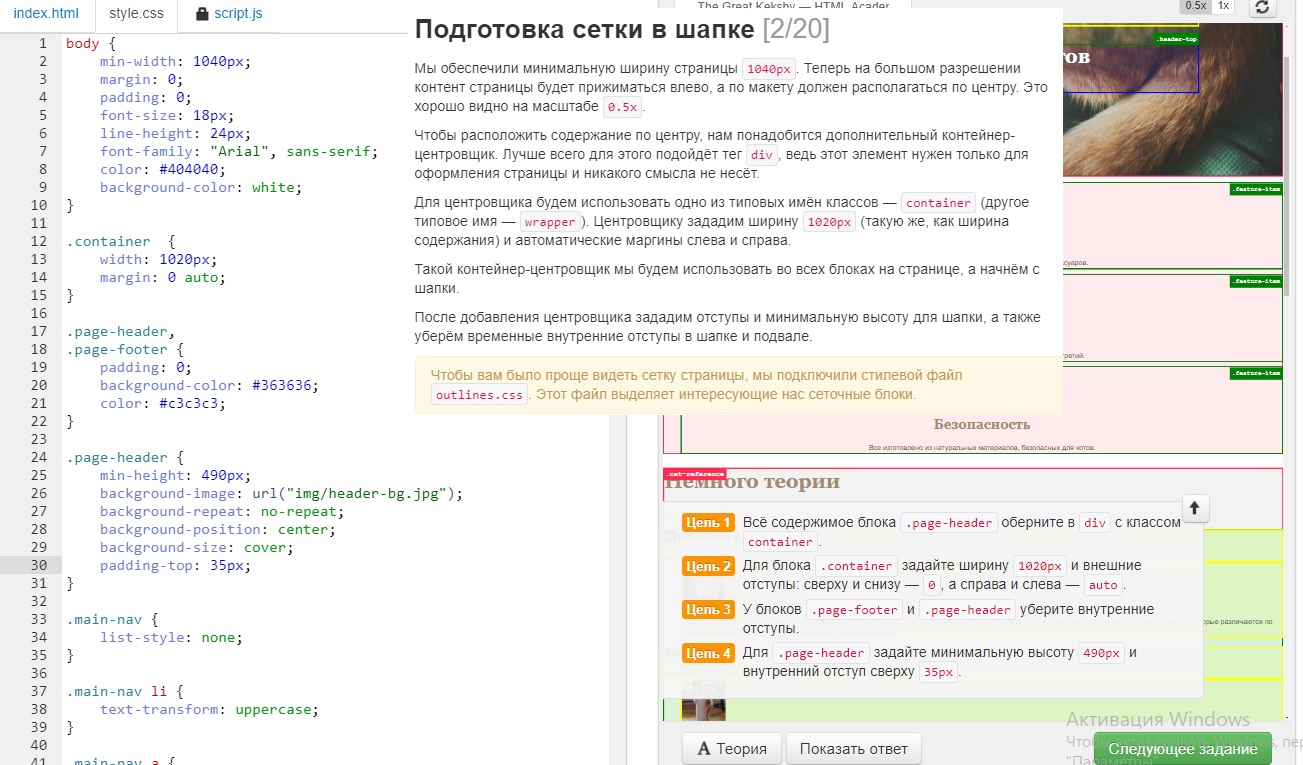 index.html
style.css
script.js
1 body {
2 min-width: 1040px;
3 margin: 0;
4 padding: 0;
5 font-size: 18px;
6 line-height: 24px;
7 font-family: "Arial", sans-serif;
8 color: #404040;
9 background-color: white;
10 }
11
12 .container  {
13 width: 1020px;
14 margin: 0 auto;
15 }
16
17 .page-header,
18 .page-footer {
19 padding: 0;
20 background-color: #363636;
21 color: #c3c3c3;
22 }
23
24 .page-header {
25 min-height: 490px;
26 background-image: url("img/header-bg.jpg");
27 background-repeat: no-repeat;
28 background-position: center;
29 background-size: cover;
30 padding-top: 35px;
31 }
32
33 .main-nav {
34 list-style: none;
35 }
36
37 .main-nav li {
38 text-transform: uppercase;
39 }
40
41 .main-nav a {
Подготовка сетки в шапке [2/20]
Мы обеспечили минимальную ширину страницы 1040px. Теперь на большом разрешении
контент страницы будет прижиматься влево, а по макету должен располагаться по центру. Это
хорошо видно на масштабе 0.5x.
Чтобы расположить содержание по центру, нам понадобится дополнительный контейнер-
центровщик. Лучше всего для этого подойдёт тег div, ведь этот элемент нужен только для
оформления страницы и никакого смысла не несёт.
Для центровщика будем использовать одно из типовых имён классов — container (другое
типовое имя — wrapper). Центровщику зададим ширину 1020px (такую же, как ширина
содержания) и автоматические маргины слева и справа.
Такой контейнер-центровщик мы будем использовать во всех блоках на странице, а начнём с
шапки.
После добавления центровщика зададим отступы и минимальную высоту для шапки, а также
уберём временные внутренние отступы в шапке и подвале.
Чтобы вам было проще видеть сетку страницы, мы подключили стилевой файл
outlines.css. Этот файл выделяет интересующие нас сеточные блоки.
The Great Keksby — HTML Acader
0.5x 1x
.header-top
тов
.feature-item
суаров.
.feature-item
ретий.
.feature-item
Безопасность
Все изготовлено из натуральных материалов, безопасных для котов.
.cat-reference
Немного теории
Цель 1 Всё содержимое блока .page-header оберните в div с классом
container.
Цель 2 Для блока .container задайте ширину 1020px и внешние
отступы: сверху и снизу — 0, а справа и слева — auto.
Цель 3 У блоков .page-footer и .page-header уберите внутренние
отступы.
Цель 4 Для .page-header задайте минимальную высоту 490px и
внутренний отступ сверху 35px.
орые различаются по
Активация Windows
Чтобы активировать Windows, пер
"Параметры"
A Теория
Показать ответ
Следующее задание